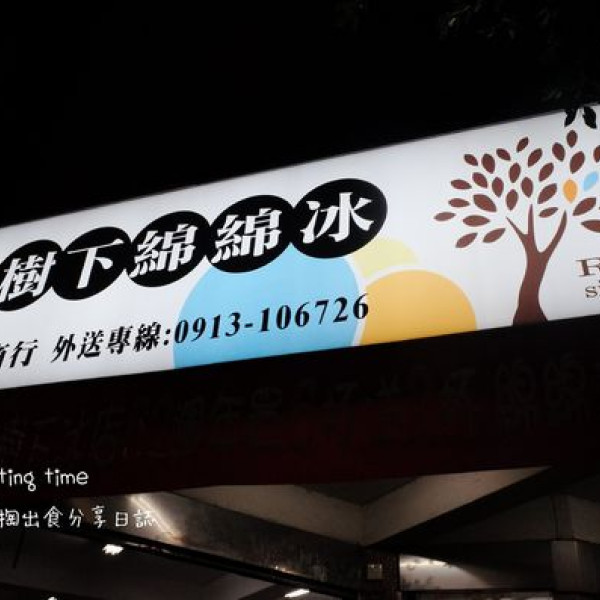 樹下綿綿冰
行 外送專線:0913-106726
ting time
掏出食分享日誌